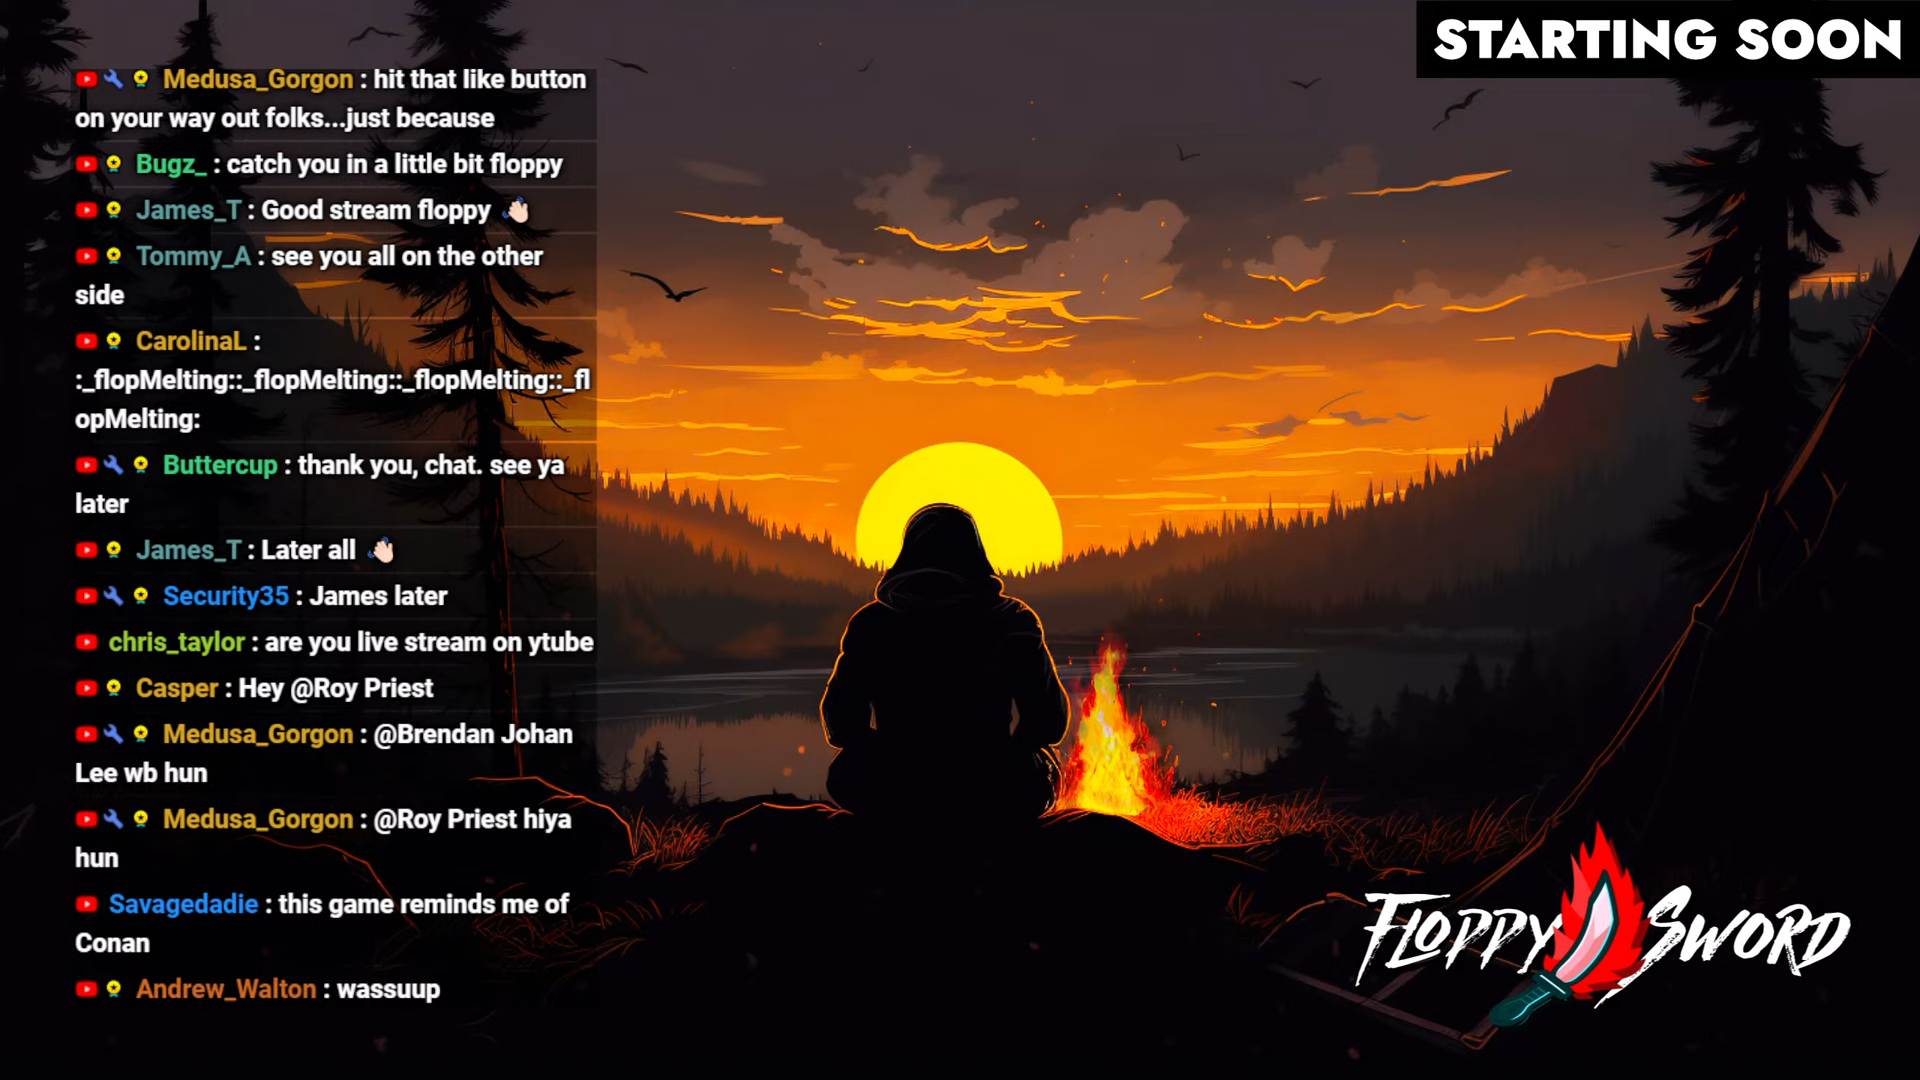 STARTING SOON
Medusa_Gorgon : hit that like button
on your way out folks...just because
Bugz_ : catch you in a little bit floppy
James_T : Good stream floppy 👋🏻
Tommy_A : see you all on the other
side
CarolinaL :
:_flopMelting::_flopMelting::_flopMelting::_fl
opMelting:
Buttercup : thank you, chat. see ya
later
James_T : Later all 👋🏻
Security35 : James later
chris_taylor : are you live stream on ytube
Casper : Hey @Roy Priest
Medusa_Gorgon : @Brendan Johan
Lee wb hun
Medusa_Gorgon : @Roy Priest hiya
hun
Savagedadie : this game reminds me of
Conan
Andrew_Walton : wassuup
FLOPPY SWORD